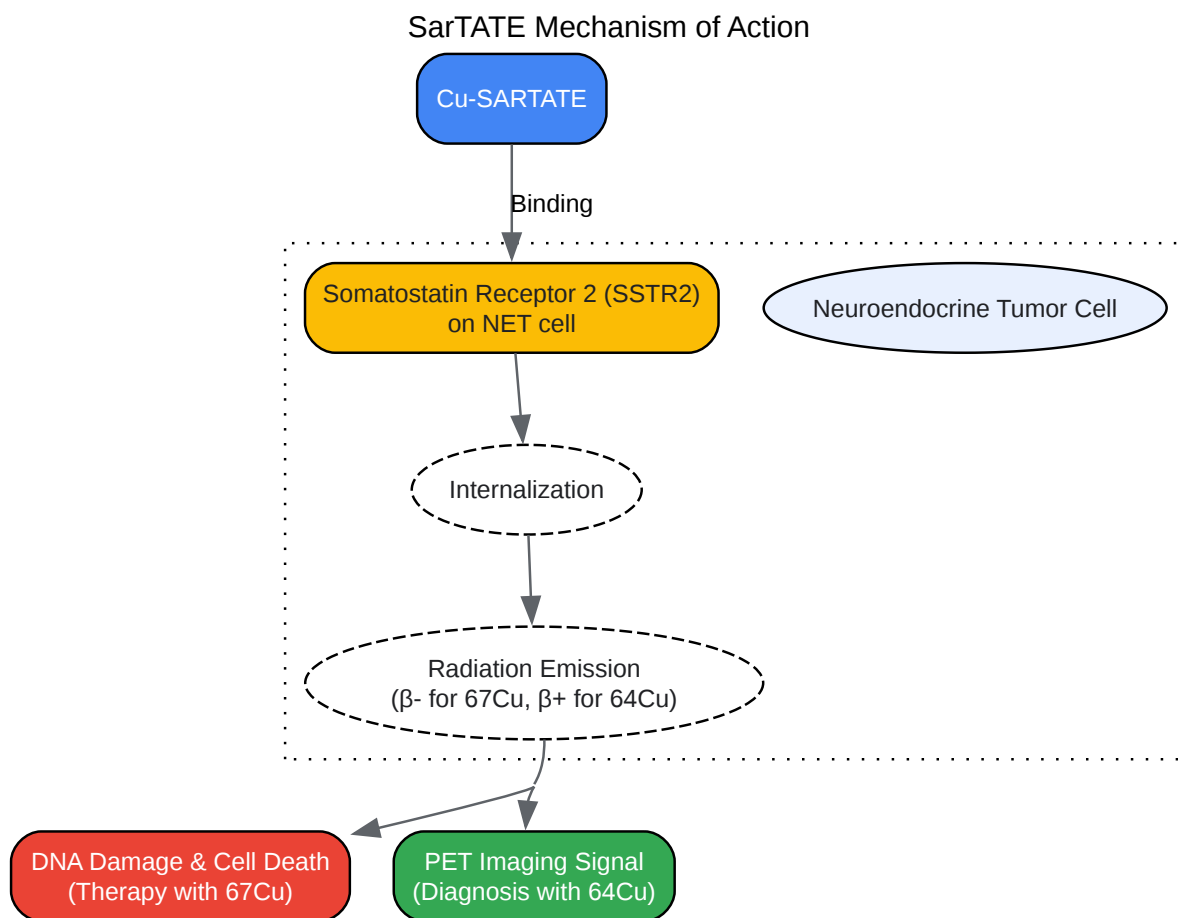 SarTATE Mechanism of Action
Cu-SARTATE
Binding
Somatostatin Receptor 2 (SSTR2)
on NET cell
Neuroendocrine Tumor Cell
Internalization
Radiation Emission
(β- for 67Cu, β+ for 64Cu)
DNA Damage & Cell Death
(Therapy with 67Cu)
PET Imaging Signal
(Diagnosis with 64Cu)